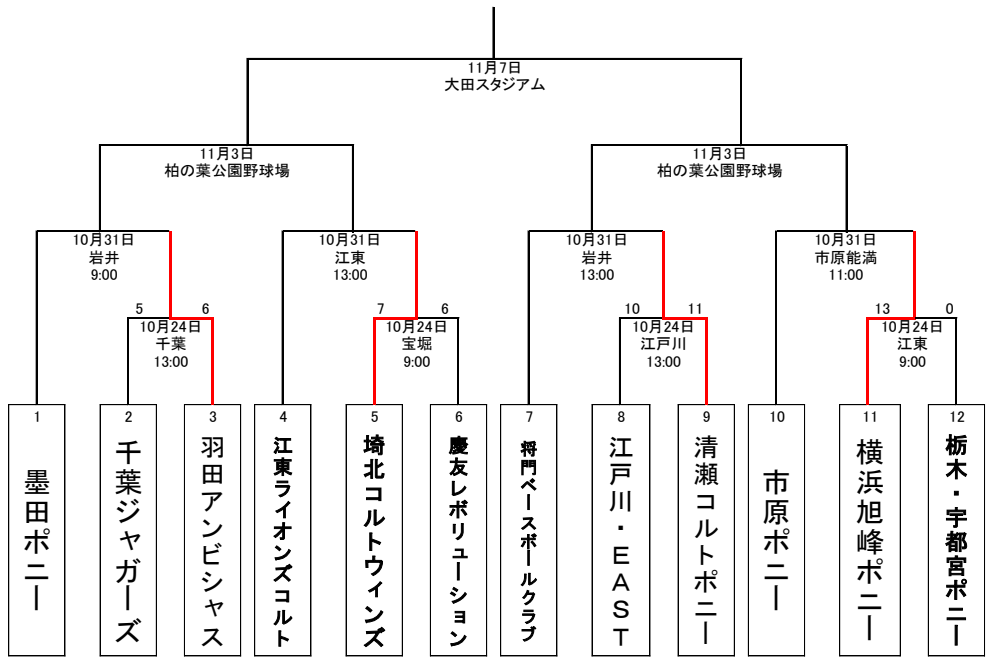 11月7日
大田スタジアム
11月3日
柏の葉公園野球場
11月3日
柏の葉公園野球場
10月31日
岩井
9:00
10月31日
江東
13:00
10月31日
岩井
13:00
10月31日
市原能満
11:00
5 6
10月24日
千葉
13:00
7 6
10月24日
宝堀
9:00
10 11
10月24日
江戸川
13:00
13 0
10月24日
江東
9:00
1
墨田ポニー
2
千葉ジャガーズ
3
羽田アンビシャス
4
江東ライオンズコルト
5
埼北コルトウィンズ
6
慶友レボリューション
7
将門ベースボールクラブ
8
江戸川・EAST
9
清瀬コルトポニー
10
市原ポニー
11
横浜旭峰ポニー
12
栃木・宇都宮ポニー